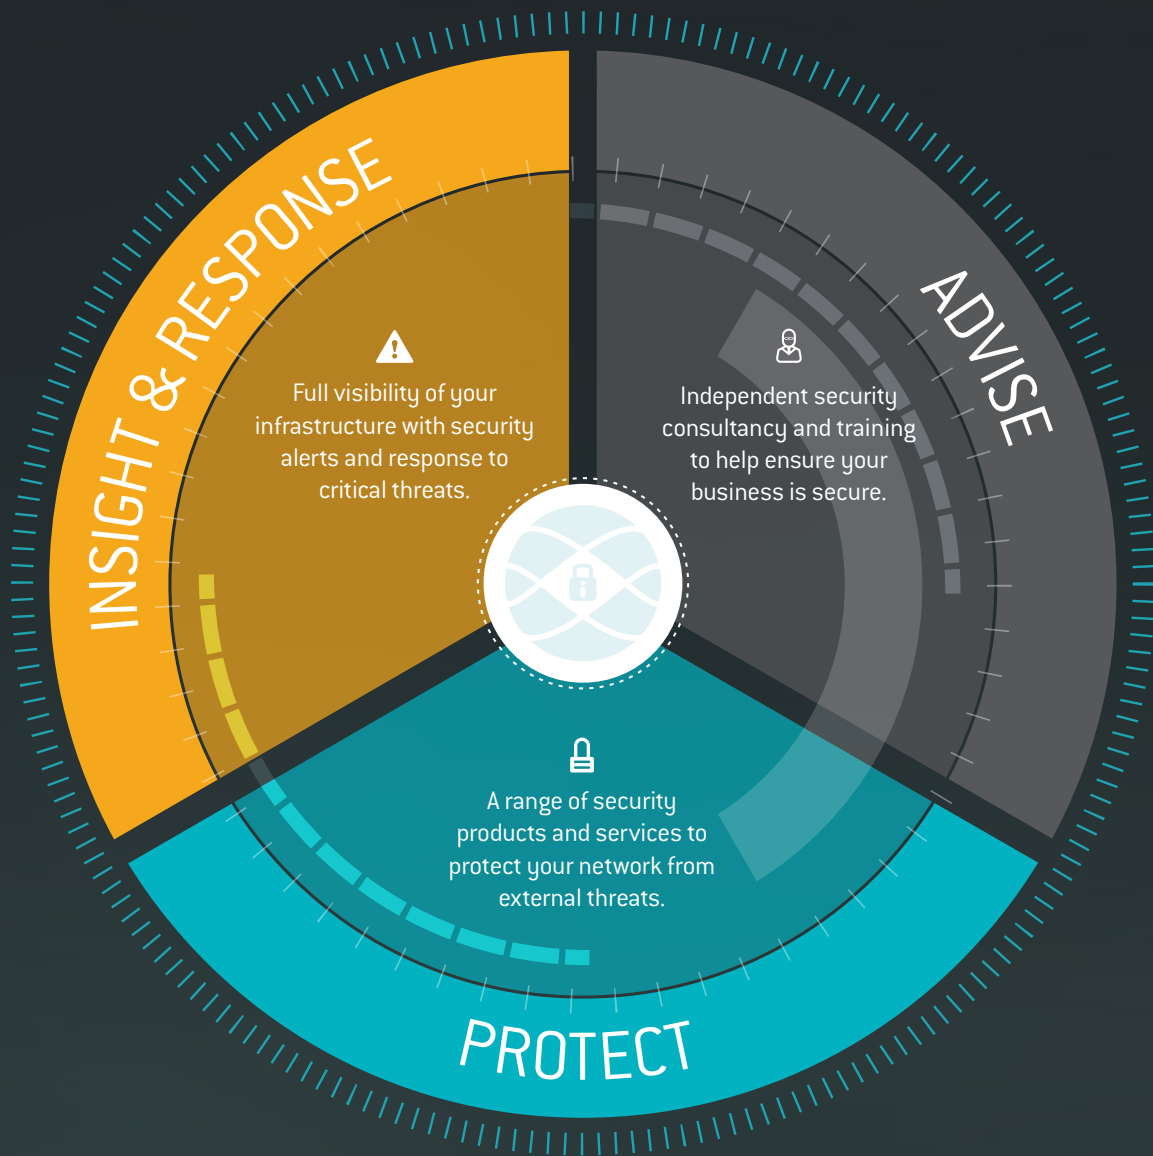 INSIGHT & RESPONSE
Full visibility of your
infrastructure with security
alerts and response to
critical threats.
ADVISE
Independent security
consultancy and training
to help ensure your
business is secure.
A range of security
products and services to
protect your network from
external threats.
PROTECT